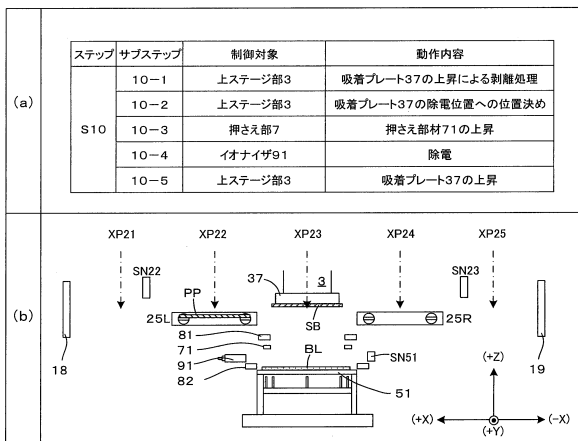 (a)
ステップ サブステップ 制御対象 動作内容
S10
10-1 上ステージ部3 吸着プレート37の上昇による剥離処理
10-2 上ステージ部3 吸着プレート37の除電位置への位置決め
10-3 押さえ部7 押さえ部材71の上昇
10-4 イオナイザ91 除電
10-5 上ステージ部3 吸着プレート37の上昇
(b)
XP21 XP22 XP23 XP24 XP25
SN22 37 3 SN23
PP
SB
25L 25R
81
71
BL
SN51
91
82
51
18 19
(+Z)
(+X) (-X)
(+Y)